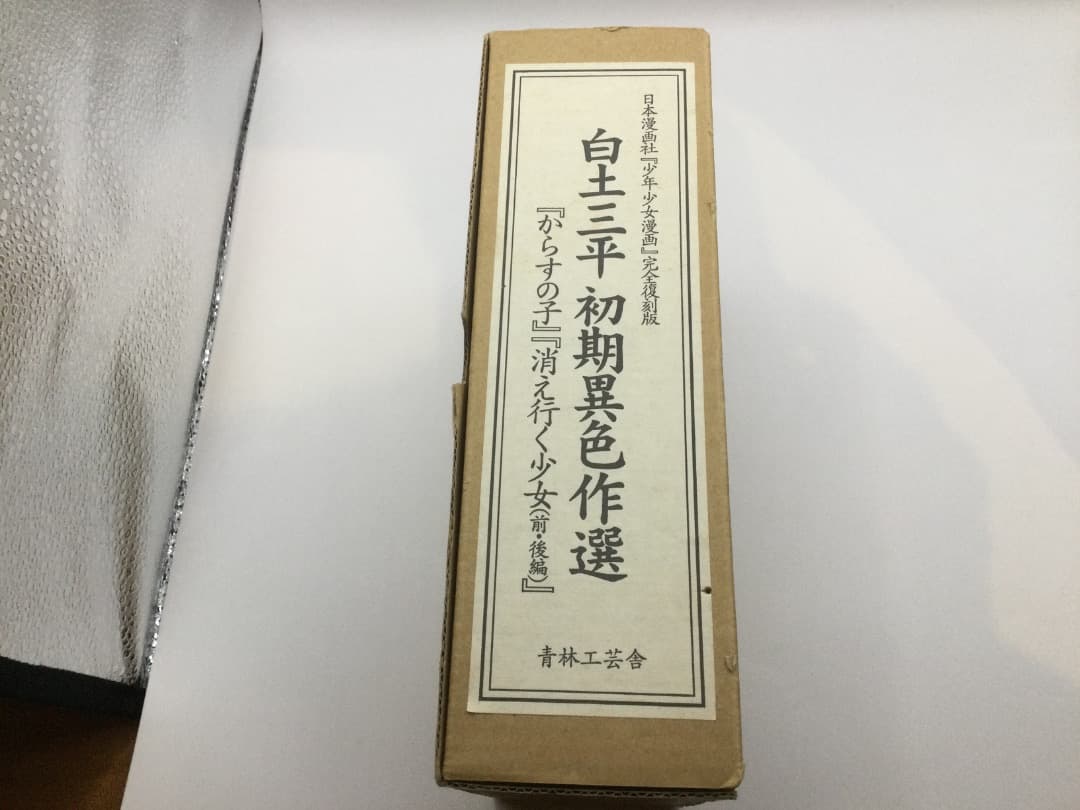 日本漫画社『少年少女漫画』完全復刻版
白土三平 初期異色作選
『からすの子』『消え行く少女(前・後編)』
青林工芸舎